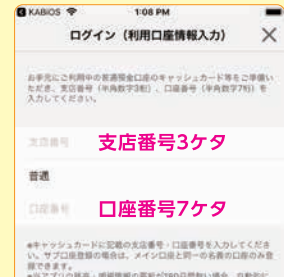 KABIOS 1:08 PM
ログイン（利用口座情報入力）
お手元にご利用中の普通預金口座のキャッシュカード等をご準備い
ただき、支店番号（半角数字3桁）、口座番号（半角数字7桁）を
入力してください。
支店番号 支店番号3ケタ
普通
口座番号 口座番号7ケタ
※キャッシュカードに記載の支店番号・口座番号を入力してくださ
い。サブ口座登録の場合は、メイン口座と同一の名義の口座のみ登
録できます。